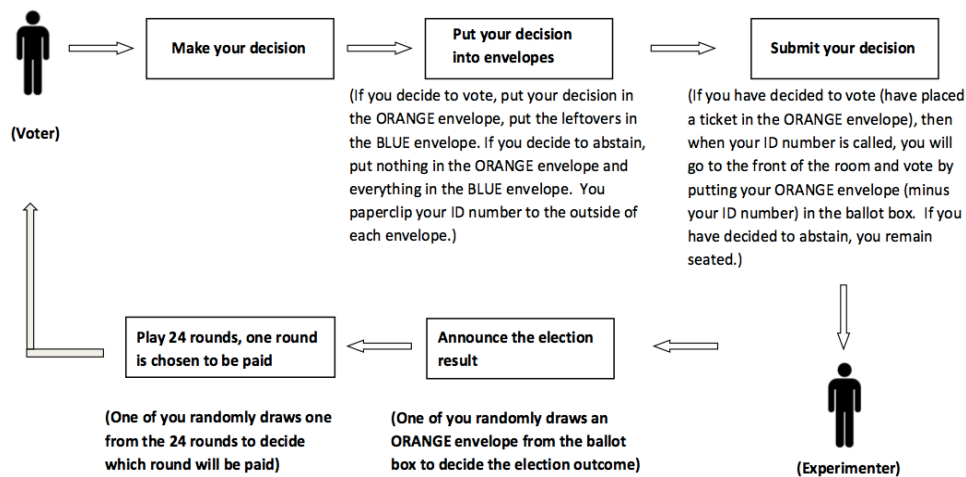 (Voter)
Make your decision
Put your decision
into envelopes
(If you decide to vote, put your decision in
the ORANGE envelope, put the leftovers in
the BLUE envelope. If you decide to abstain,
put nothing in the ORANGE envelope and
everything in the BLUE envelope.  You
paperclip your ID number to the outside of
each envelope.)
Submit your decision
(If you have decided to vote (have placed
a ticket in the ORANGE envelope), then
when your ID number is called, you will
go to the front of the room and vote by
putting your ORANGE envelope (minus
your ID number) in the ballot box.  If you
have decided to abstain, you remain
seated.)
(Experimenter)
Announce the election
result
(One of you randomly draws an
ORANGE envelope from the ballot
box to decide the election outcome)
Play 24 rounds, one round
is chosen to be paid
(One of you randomly draws one
from the 24 rounds to decide
which round will be paid)